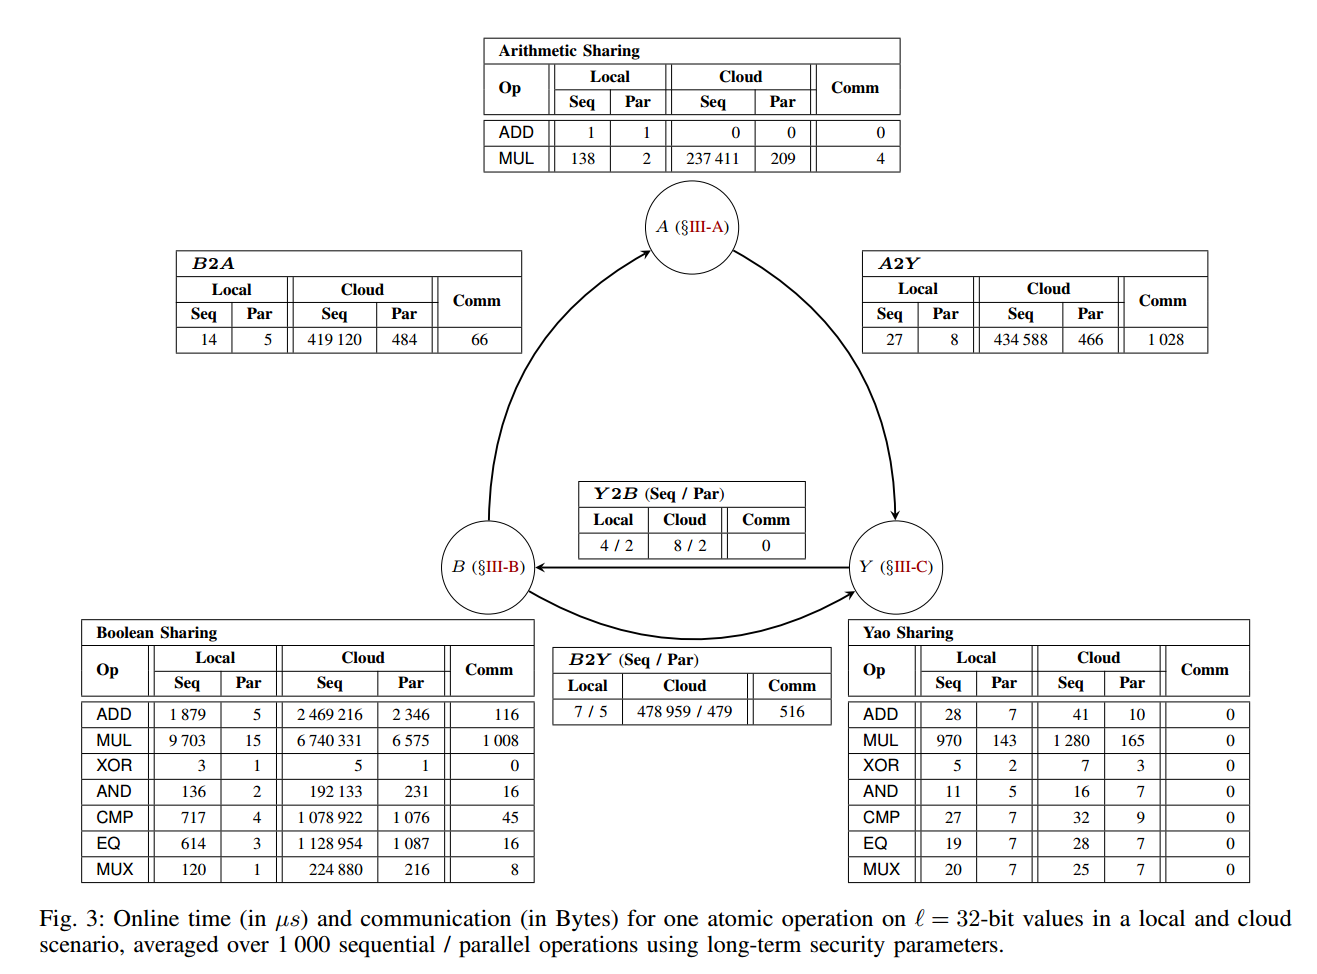 Arithmetic Sharing
Op Local Cloud Comm
Seq Par Seq Par
ADD 1 1 0 0 0
MUL 138 2 237 411 209 4
A (§III-A)
B2A
Local Cloud Comm
Seq Par Seq Par
14 5 419 120 484 66
A2Y
Local Cloud Comm
Seq Par Seq Par
27 8 434 588 466 1 028
Y2B (Seq / Par)
Local Cloud Comm
4 / 2 8 / 2 0
B (§III-B)
Y (§III-C)
B2Y (Seq / Par)
Local Cloud Comm
7 / 5 478 959 / 479 516
Boolean Sharing
Op Local Cloud Comm
Seq Par Seq Par
ADD 1 879 5 2 469 216 2 346 116
MUL 9 703 15 6 740 331 6 575 1 008
XOR 3 1 5 1 0
AND 136 2 192 133 231 16
CMP 717 4 1 078 922 1 076 45
EQ 614 3 1 128 954 1 087 16
MUX 120 1 224 880 216 8
Yao Sharing
Op Local Cloud Comm
Seq Par Seq Par
ADD 28 7 41 10 0
MUL 970 143 1 280 165 0
XOR 5 2 7 3 0
AND 11 5 16 7 0
CMP 27 7 32 9 0
EQ 19 7 28 7 0
MUX 20 7 25 7 0
Fig. 3: Online time (in μs) and communication (in Bytes) for one atomic operation on ℓ = 32-bit values in a local and cloud
scenario, averaged over 1 000 sequential / parallel operations using long-term security parameters.